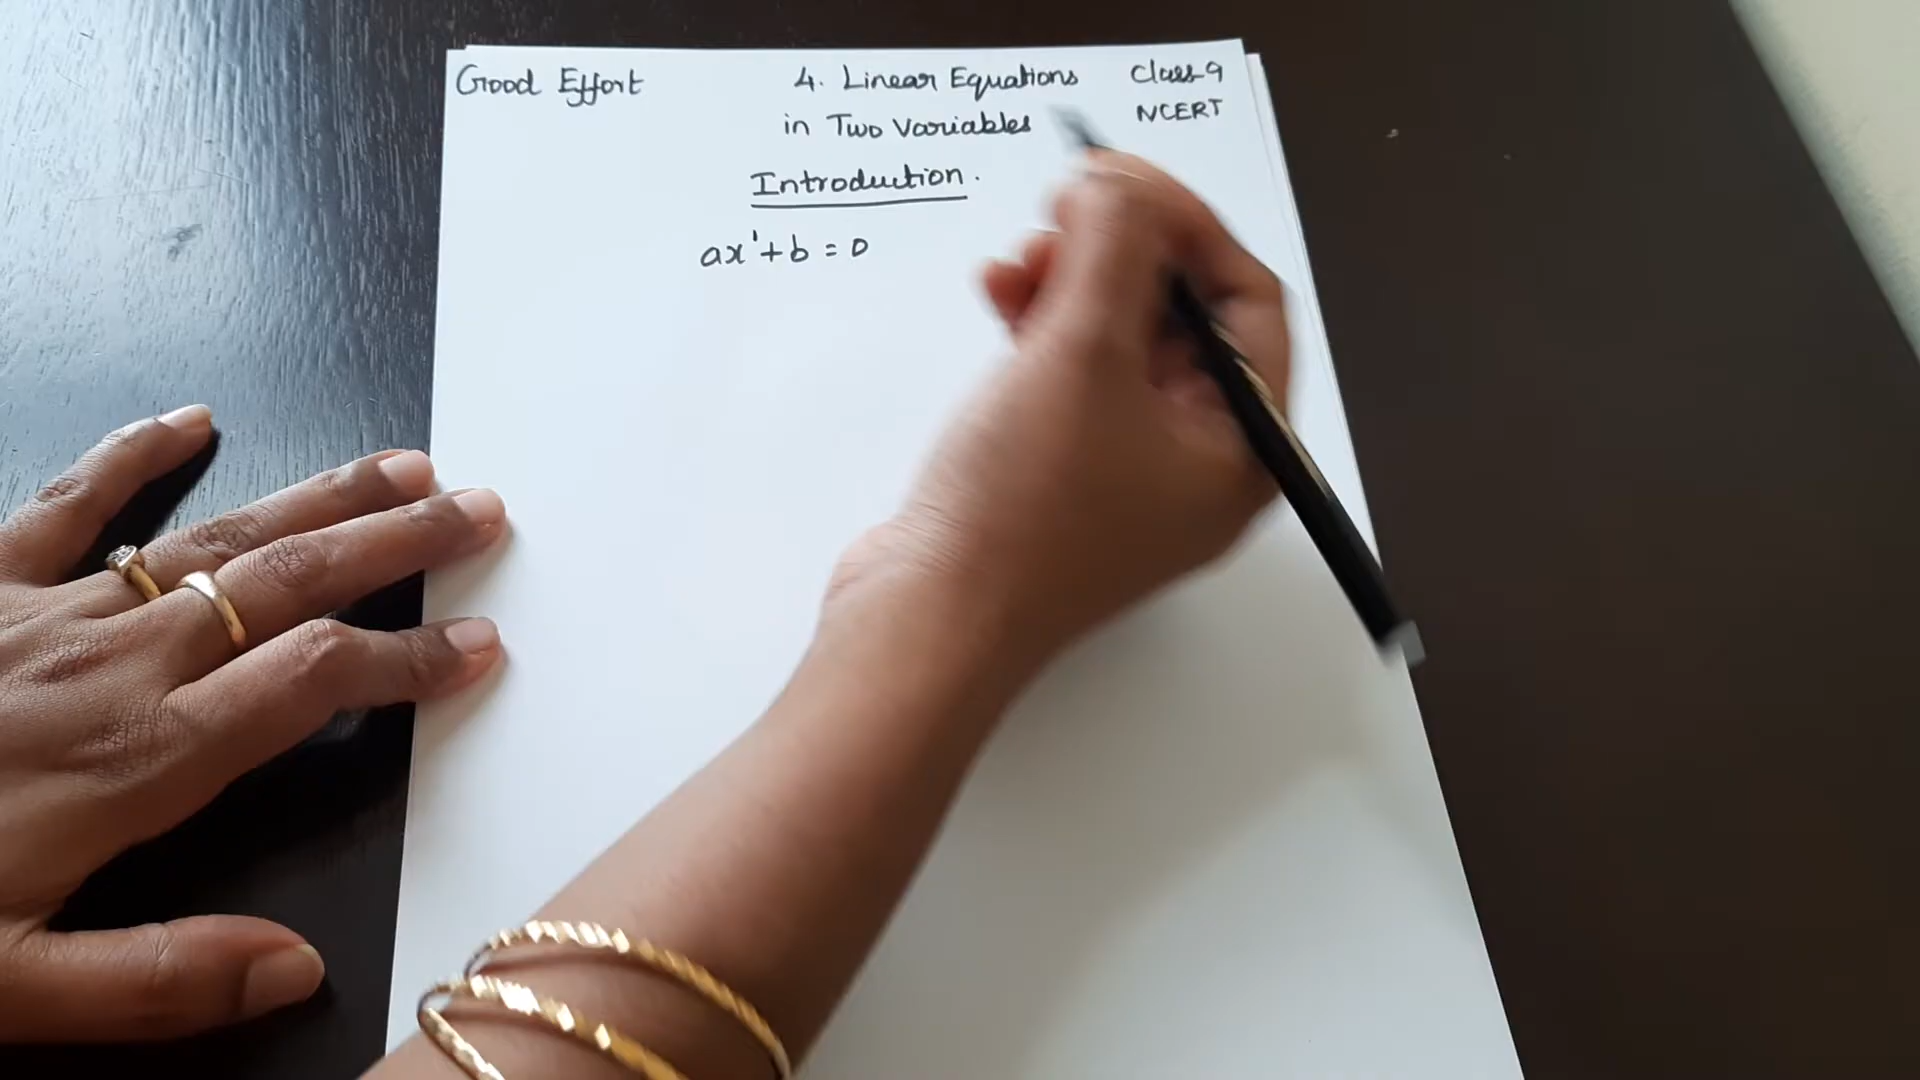 Good Effort
4. Linear Equations
in Two Variables
Class 9
NCERT
Introduction.
ax¹+b = 0